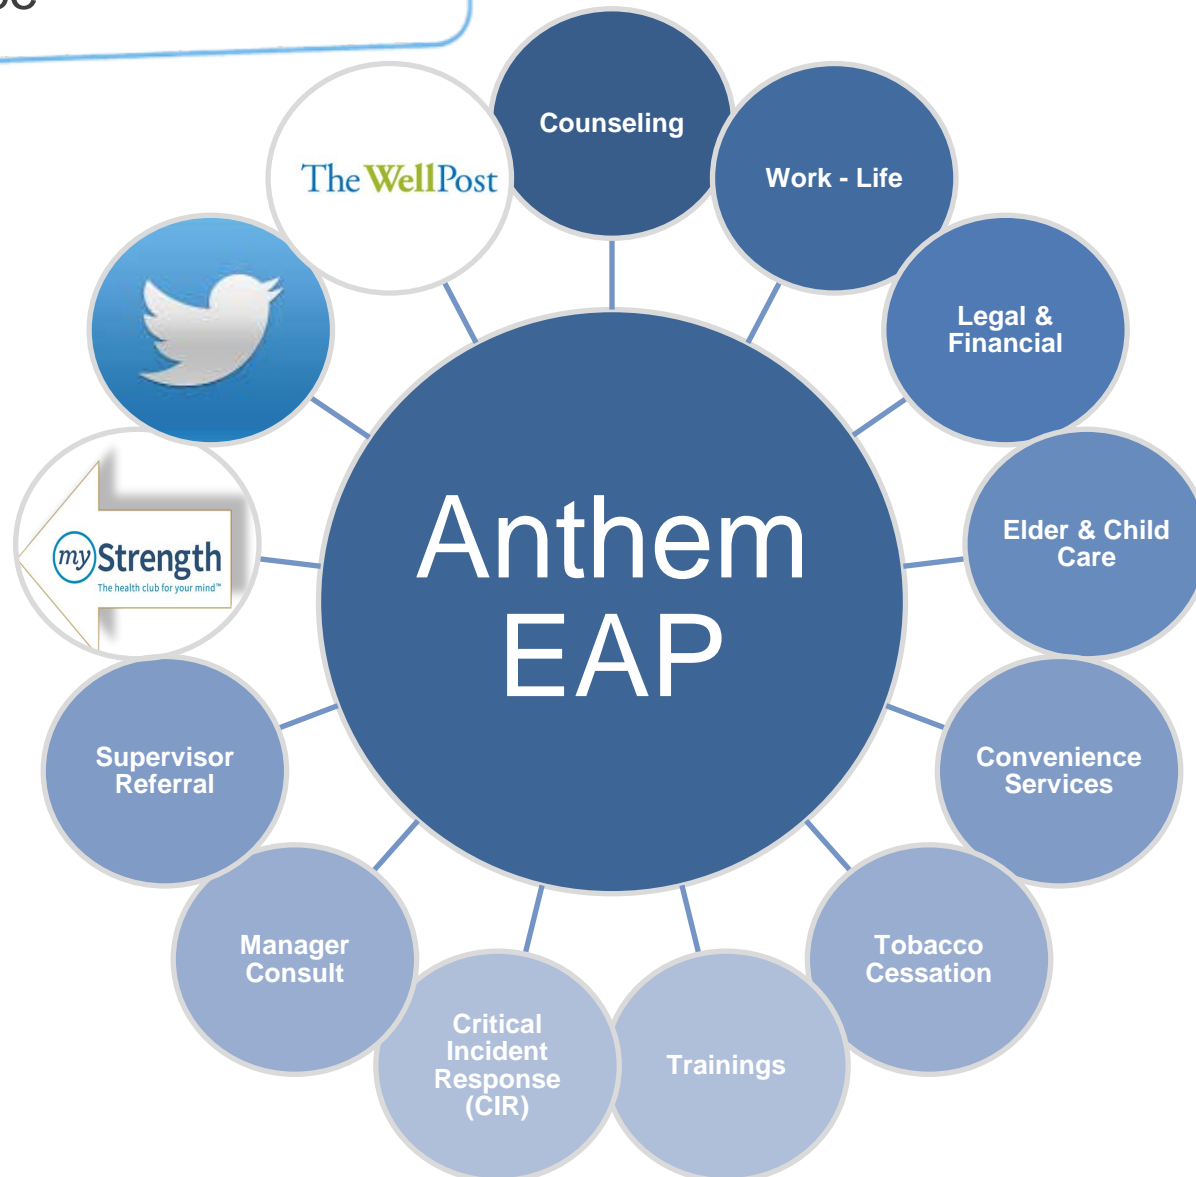 The WellPost
Counseling
Work - Life
Legal &
Financial
Elder & Child
Care
Convenience
Services
Tobacco
Cessation
Trainings
Critical
Incident
Response
(CIR)
Manager
Consult
Supervisor
Referral
my Strength
The health club for your mind™
Anthem
EAP